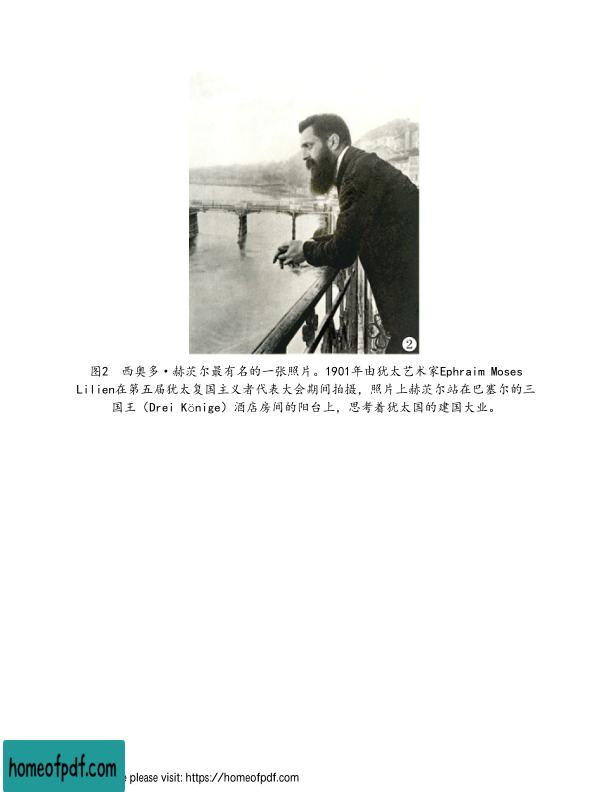 2
图2 西奥多·赫茨尔最有名的一张照片。1901年由犹太艺术家Ephraim Moses
Lilien在第五届犹太复国主义者代表大会期间拍摄，照片上赫茨尔站在巴塞尔的三
国王（Drei Könige）酒店房间的阳台上，思考着犹太国的建国大业。
homeofpdf.com
e please visit: https://homeofpdf.com